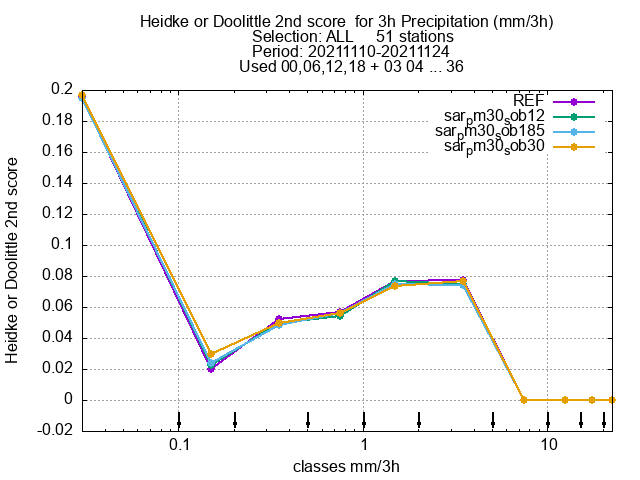 Heidke or Doolittle 2nd score  for 3h Precipitation (mm/3h)
Selection: ALL     51 stations
Period: 20211110-20211124
Used 00,06,12,18 + 03 04 ... 36
REF
sarpm30sob12
sarpm30sob185
sarpm30sob30
Heidke or Doolittle 2nd score
0.2
0.18
0.16
0.14
0.12
0.1
0.08
0.06
0.04
0.02
0
-0.02
0.1
1
10
classes mm/3h